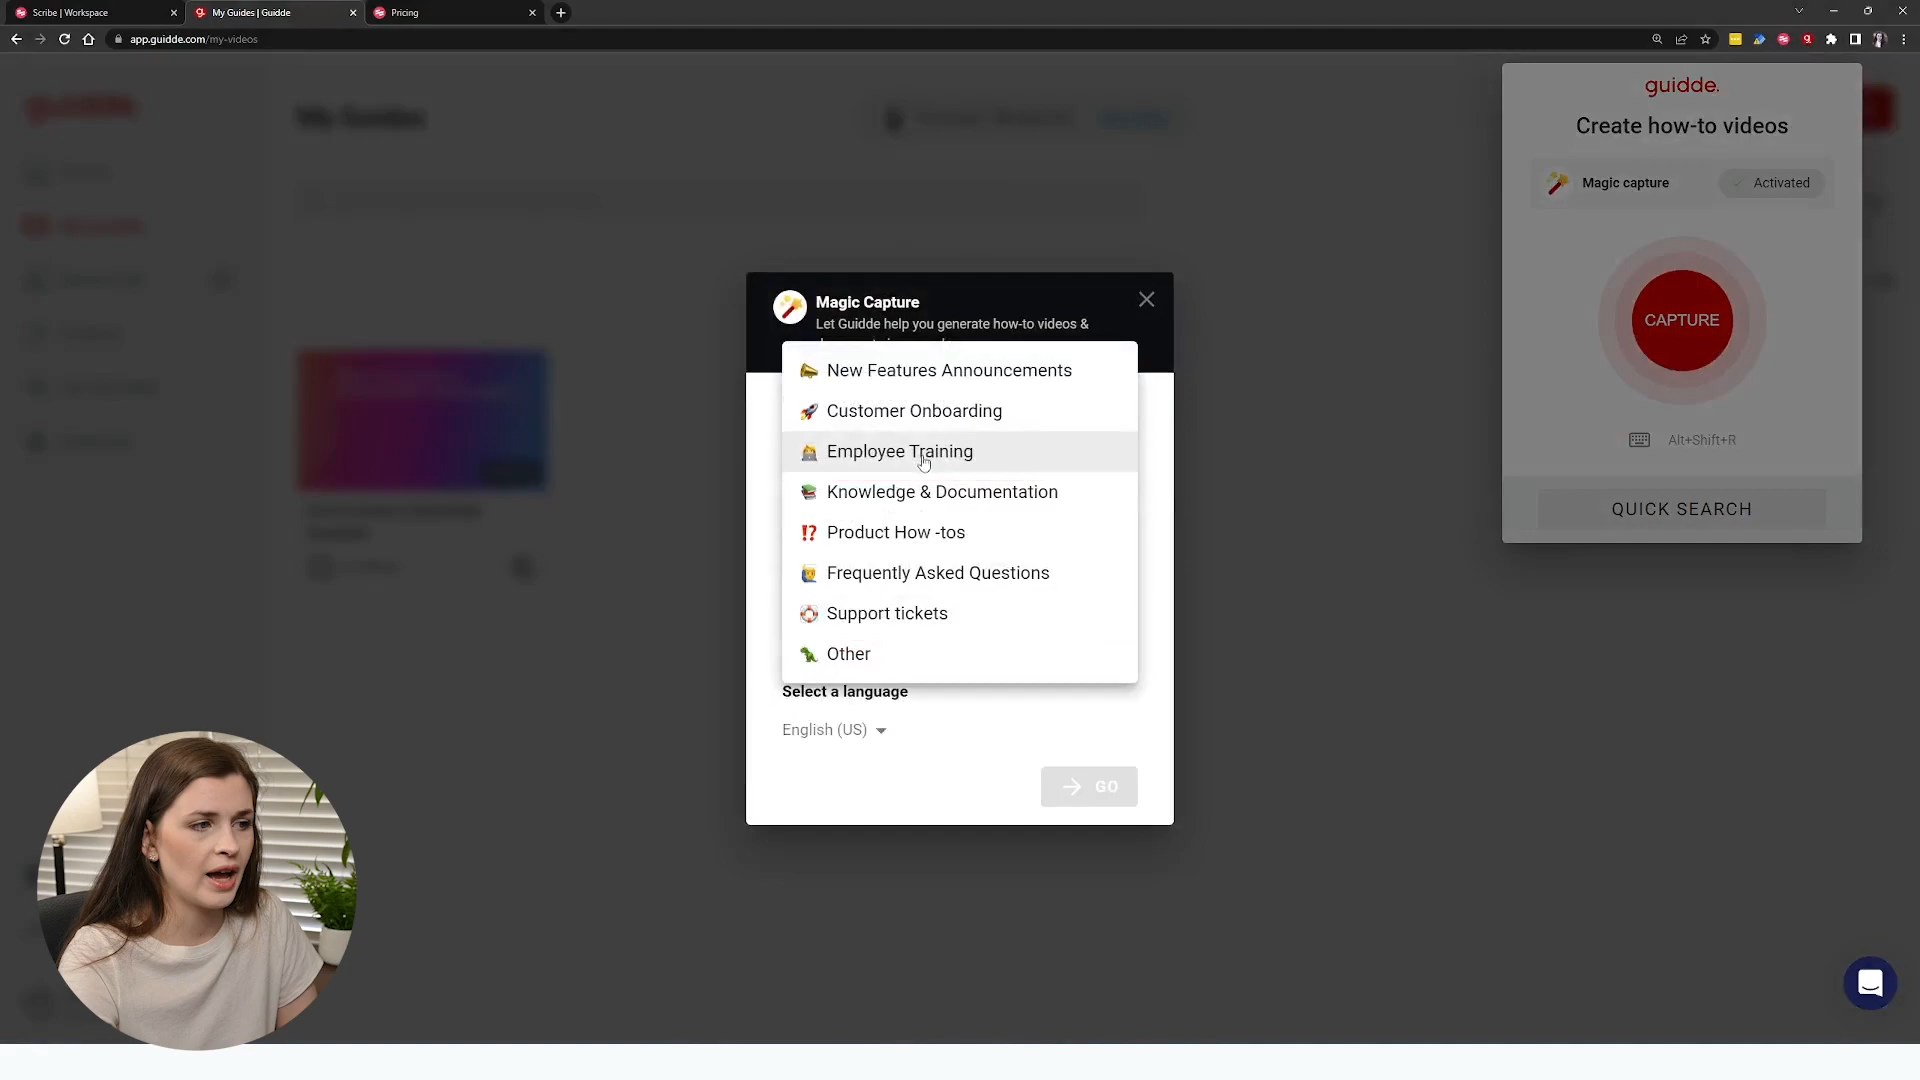 Scribe | Workspace
My Guides | Guidde
Pricing
app.guidde.com/my-videos
My Guides
guidde.
Create how-to videos
Magic capture
Activated
CAPTURE
Alt+Shift+R
QUICK SEARCH
Magic Capture
Let Guidde help you generate how-to videos &
New Features Announcements
Customer Onboarding
Employee Training
Knowledge & Documentation
Product How -tos
Frequently Asked Questions
Support tickets
Other
Select a language
English (US)
GO